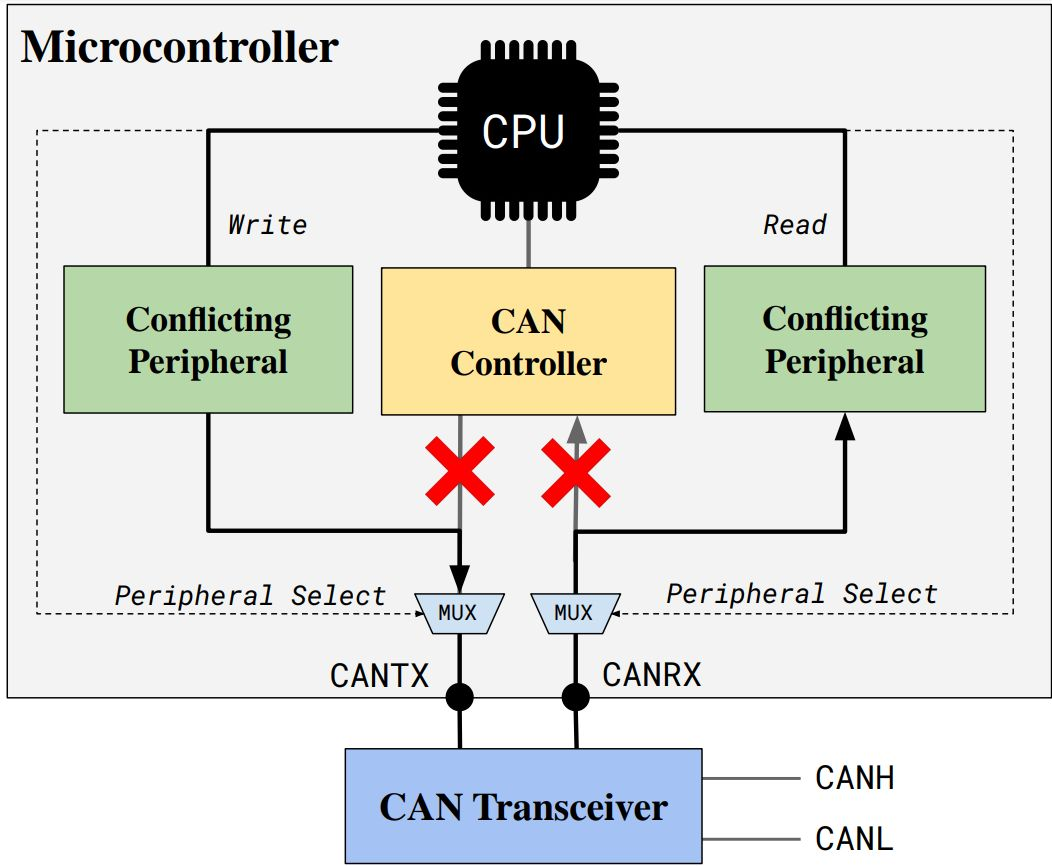 Microcontroller
CPU
Write
Read
Conflicting
Peripheral
CAN
Controller
Conflicting
Peripheral
Peripheral Select
Peripheral Select
MUX
MUX
CANTX
CANRX
CAN Transceiver
CANH
CANL